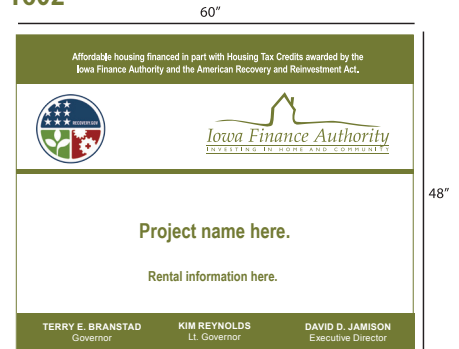 1602
60"
Affordable housing financed in part with Housing Tax Credits awarded by the
Iowa Finance Authority and the American Recovery and Reinvestment Act.
RECOVERY.GOV
Iowa Finance Authority
INVESTING IN HOME AND COMMUNITY
48"
Project name here.
Rental information here.
TERRY E. BRANSTAD KIM REYNOLDS DAVID D. JAMISON
Governor Lt. Governor Executive Director